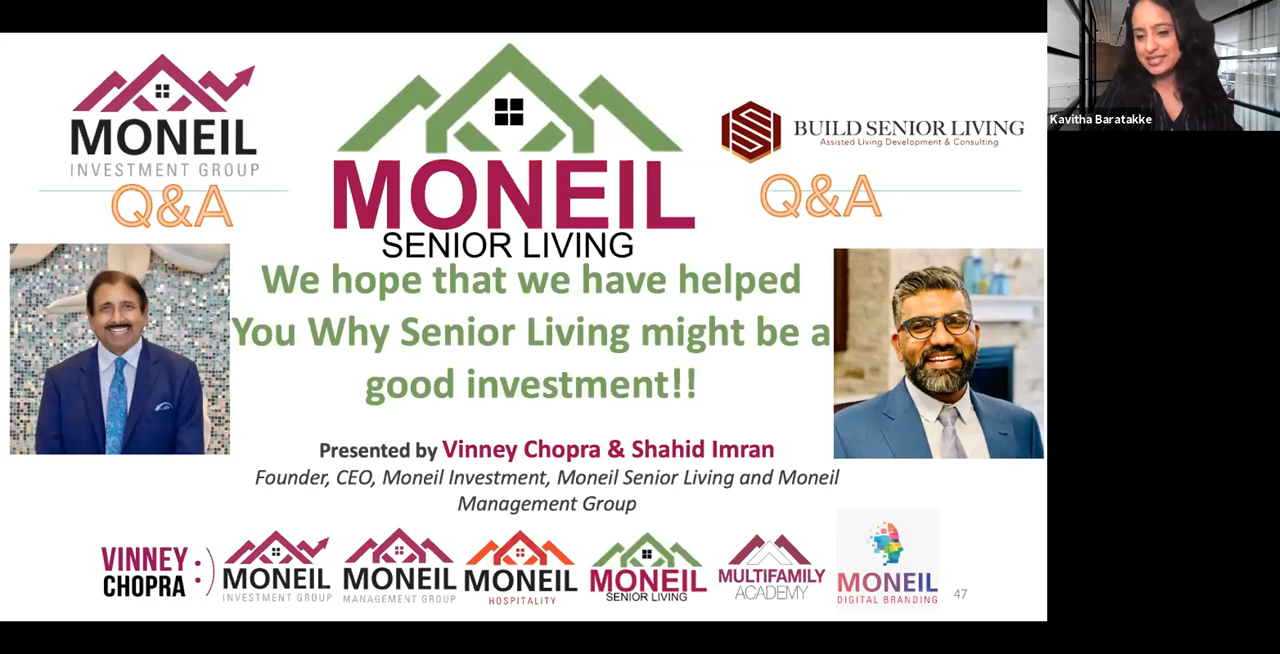 MONEIL
INVESTMENT GROUP
Q&A
MONEIL
SENIOR LIVING
BUILD SENIOR LIVING
Assisted Living Development & Consulting
Q&A
Kavitha Baratakke
We hope that we have helped
You Why Senior Living might be a
good investment!!
Presented by Vinney Chopra & Shahid Imran
Founder, CEO, Moneil Investment, Moneil Senior Living and Moneil
Management Group
VINNEY
CHOPRA :)
MONEIL
INVESTMENT GROUP
MONEIL
MANAGEMENT GROUP
MONEIL
HOSPITALITY
MONEIL
SENIOR LIVING
MULTIFAMILY
ACADEMY
MONEIL
DIGITAL BRANDING
47